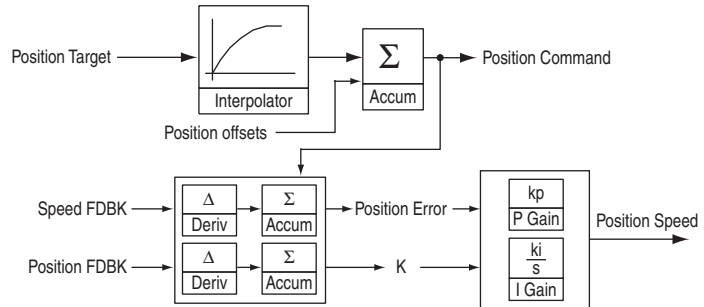 Position Target
Interpolator
Σ
Accum
Position Command
Position offsets
Speed FDBK
Δ
Deriv
Σ
Accum
Position Error
kp
P Gain
Position Speed
Position FDBK
Δ
Deriv
Σ
Accum
K
ki
s
I Gain